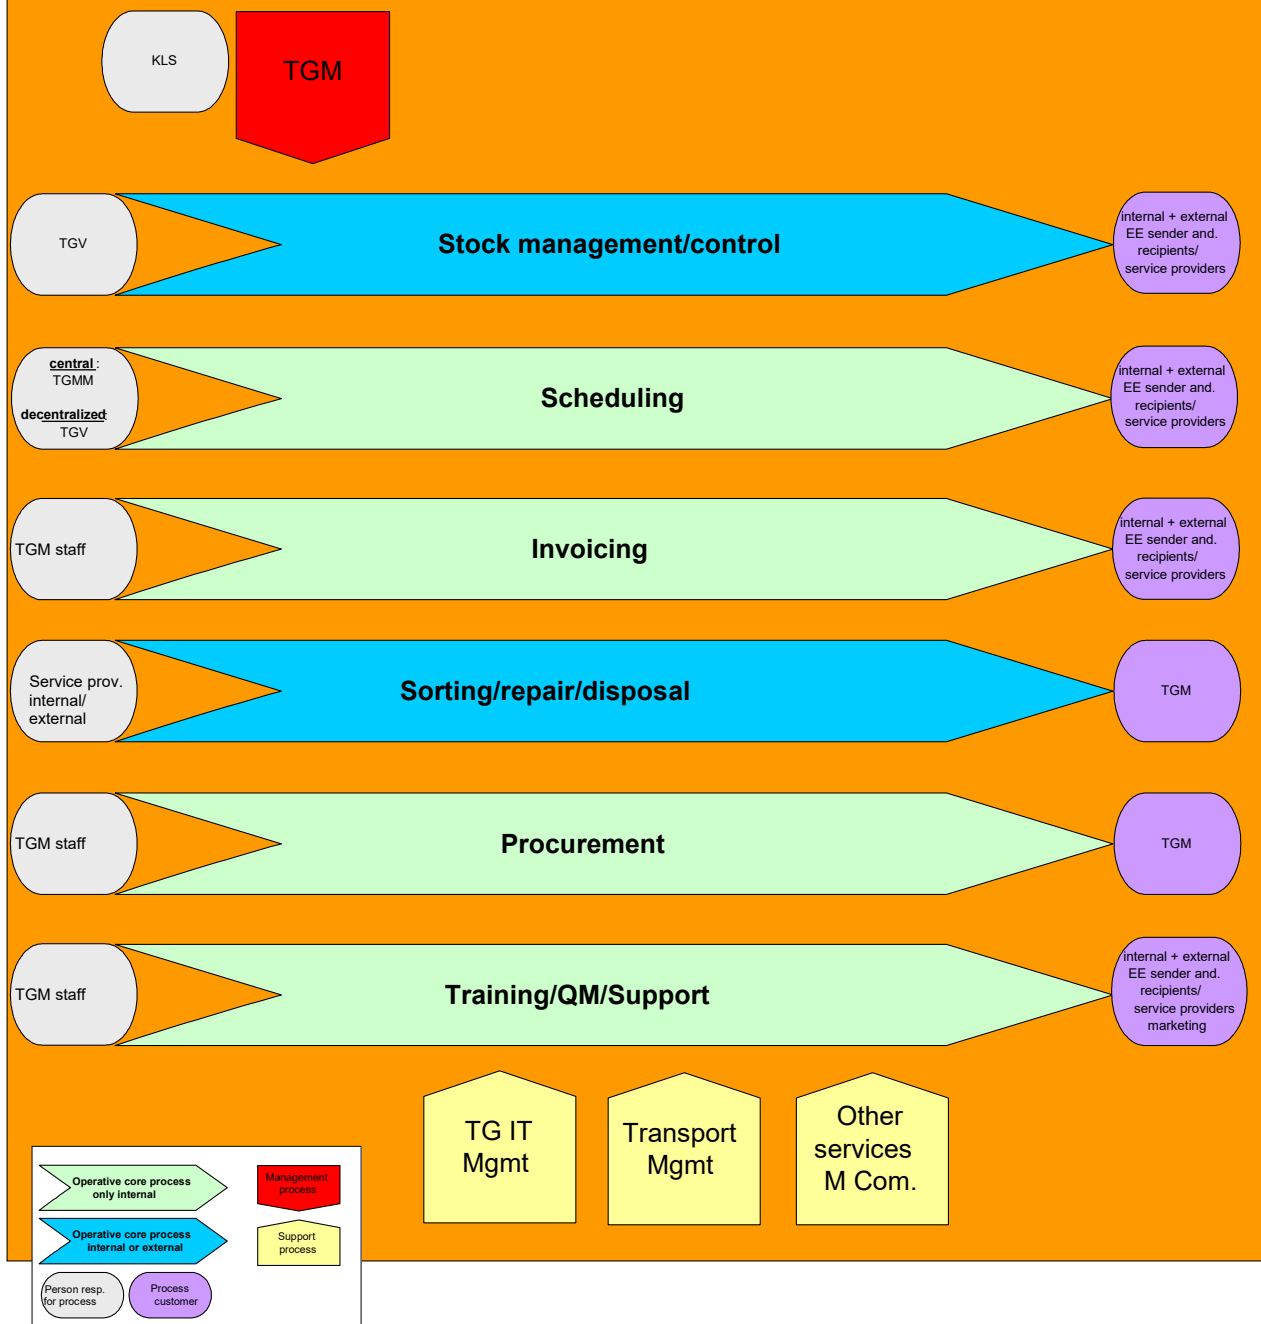 KLS
TGM
TGV
Stock management/control
internal + external
EE sender and.
recipients/
service providers
central :
TGMM
decentralized:
TGV
Scheduling
internal + external
EE sender and.
recipients/
service providers
TGM staff
Invoicing
internal + external
EE sender and.
recipients/
service providers
Service prov.
internal/
external
Sorting/repair/disposal
TGM
TGM staff
Procurement
TGM
TGM staff
Training/QM/Support
internal + external
EE sender and.
recipients/
service providers
marketing
TG IT
Mgmt
Transport
Mgmt
Other
services
M Com.
Operative core process
only internal
Management
process
Operative core process
internal or external
Support
process
Person resp.
for process
Process
customer